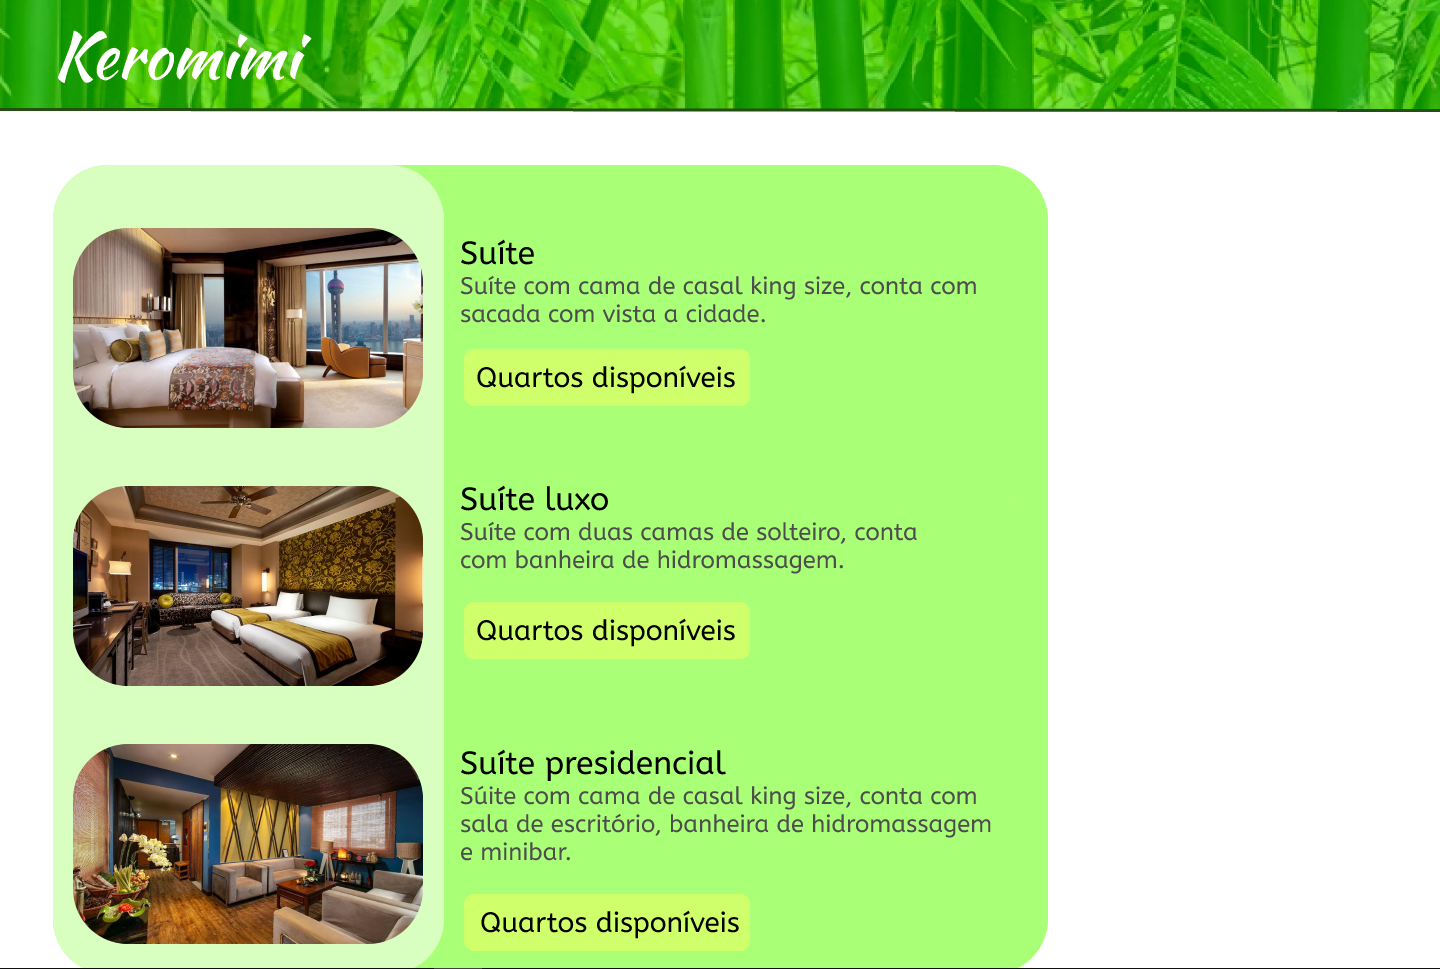 Keromimi
Suíte
Suíte com cama de casal king size, conta com
sacada com vista a cidade.
Quartos disponíveis
Suíte luxo
Suíte com duas camas de solteiro, conta
com banheira de hidromassagem.
Quartos disponíveis
Suíte presidencial
Súite com cama de casal king size, conta com
sala de escritório, banheira de hidromassagem
e minibar.
Quartos disponíveis